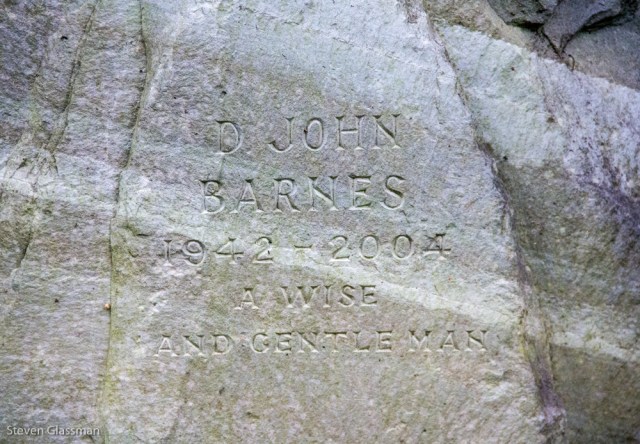 D JOHN
BARNES
1942 - 2004
A WISE
AND GENTLE MAN
Steven Glassman